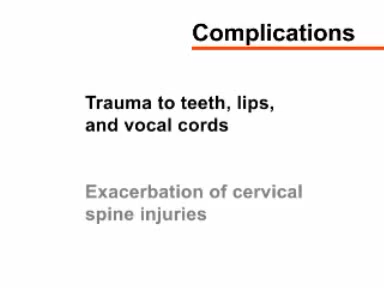 Complications
Trauma to teeth, lips,
and vocal cords
Exacerbation of cervical
spine injuries